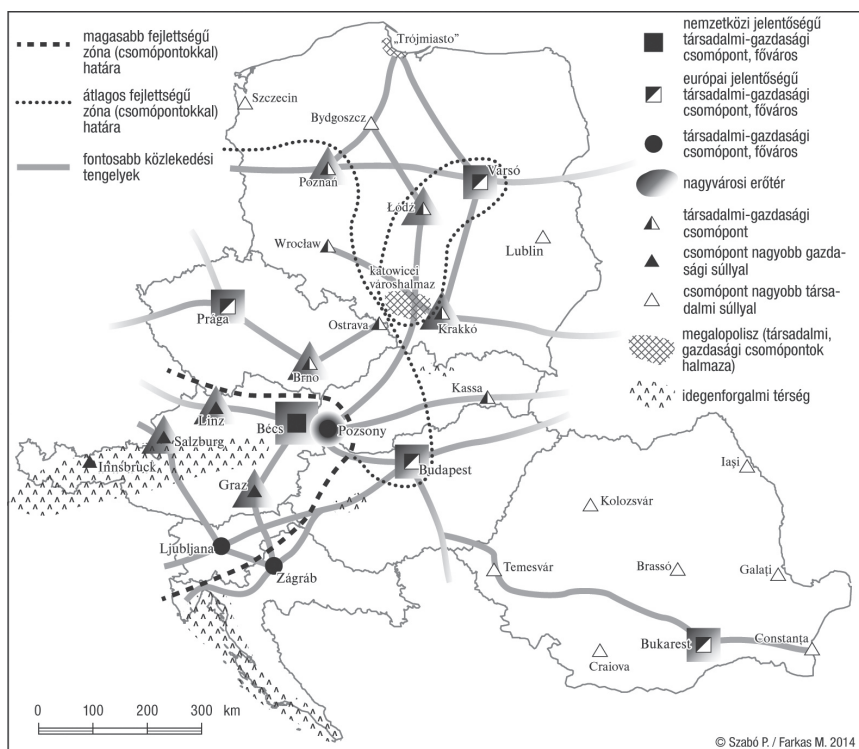 magasabb fejlettségű
zóna (csomópontokkal)
határa
átlagos fejlettségű
zóna (csomópontokkal)
határa
fontosabb közlekedési
tengelyek
nemzetközi jelentőségű
társadalmi-gazdasági
csomópont, főváros
európai jelentőségű
társadalmi-gazdasági
csomópont, főváros
társadalmi-gazdasági
csomópont, főváros
nagyvárosi erőtér
társadalmi-gazdasági
csomópont
csomópont nagyobb gazda-
sági súllyal
csomópont nagyobb társa-
dalmi súllyal
megalopolisz (társadalmi,
gazdasági csomópontok
halmaza)
idegenforgalmi térség
„Trójmiasto”
Szczecin
Bydgoszcz
Poznań
Varsó
Łódź
Wrocław
Lublin
katowicei
városhalmaz
Prága
Ostrava
Krakkó
Brno
Kassa
Linz
Bécs
Pozsony
Salzburg
Budapest
Innsbruck
Graz
Iași
Kolozsvár
Ljubljana
Zágráb
Temesvár
Brassó
Galați
Bukarest
Constanța
Craiova
0 100 200 300 km
© Szabó P. / Farkas M. 2014